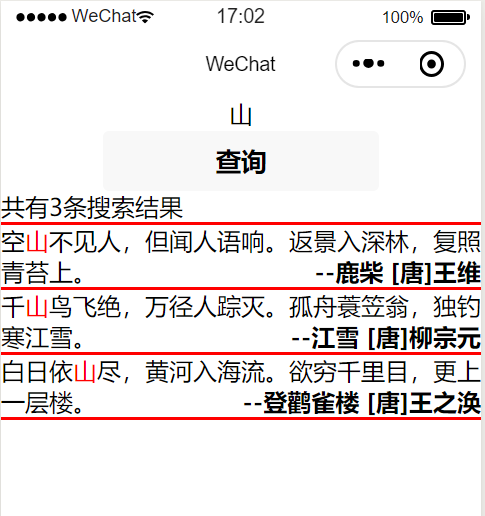 ●●●●● WeChat 17:02 100%
WeChat
山
查询
共有3条搜索结果
空山不见人，但闻人语响。返景入深林，复照
青苔上。 --鹿柴 [唐]王维
千山鸟飞绝，万径人踪灭。孤舟蓑笠翁，独钓
寒江雪。 --江雪 [唐]柳宗元
白日依山尽，黄河入海流。欲穷千里目，更上
一层楼。 --登鹳雀楼 [唐]王之涣